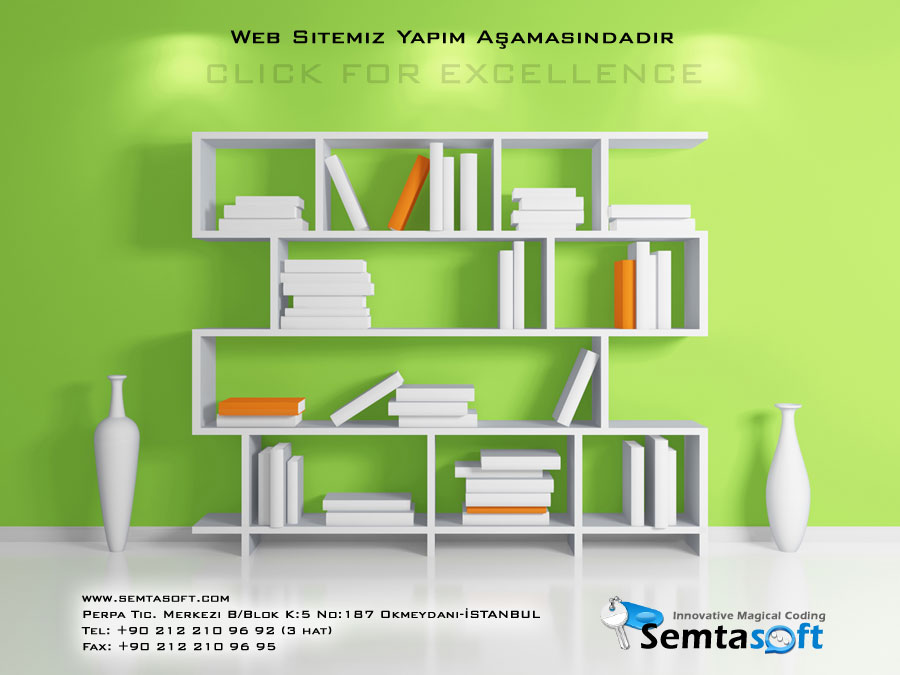 Web Sitemiz Yapım Aşamasındadır
CLICK FOR EXCELLENCE
www.semtasoft.com
Perpa Tic. Merkezi B/Blok K:5 No:187 Okmeydanı-İSTANBUL
Tel: +90 212 210 96 92 (3 hat)
Fax: +90 212 210 96 95
Innovative Magical Coding
Semtasoft